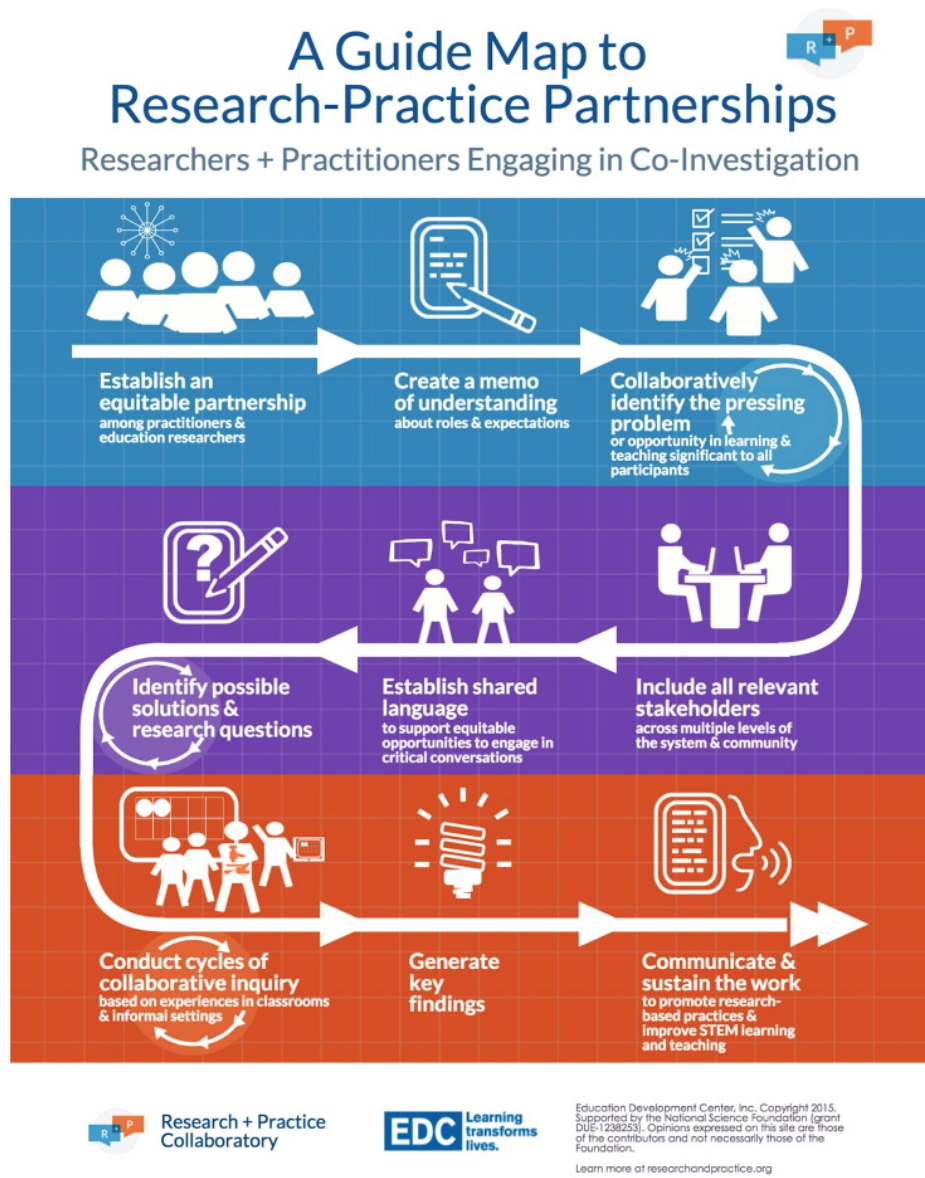 A Guide Map to
Research-Practice Partnerships
R + P
Researchers + Practitioners Engaging in Co-Investigation
Establish an
equitable partnership
among practitioners &
education researchers
Create a memo
of understanding
about roles & expectations
Collaboratively
identify the pressing
problem
or opportunity in learning &
teaching significant to all
participants
Include all relevant
stakeholders
across multiple levels of
the system & community
Establish shared
language
to support equitable
opportunities to engage in
critical conversations
?
Identify possible
solutions &
research questions
Conduct cycles of
collaborative inquiry
based on experiences in classrooms
& informal settings
Generate
key
findings
Communicate &
sustain the work
to promote research-
based practices &
improve STEM learning
and teaching
R + P
Research + Practice
Collaboratory
EDC
Learning
transforms
lives.
Education Development Center, Inc. Copyright 2015.
Supported by the National Science Foundation (grant
DUE-1238253). Opinions expressed on this site are those
of the contributors and not necessarily those of the
Foundation.
Learn more at researchandpractice.org